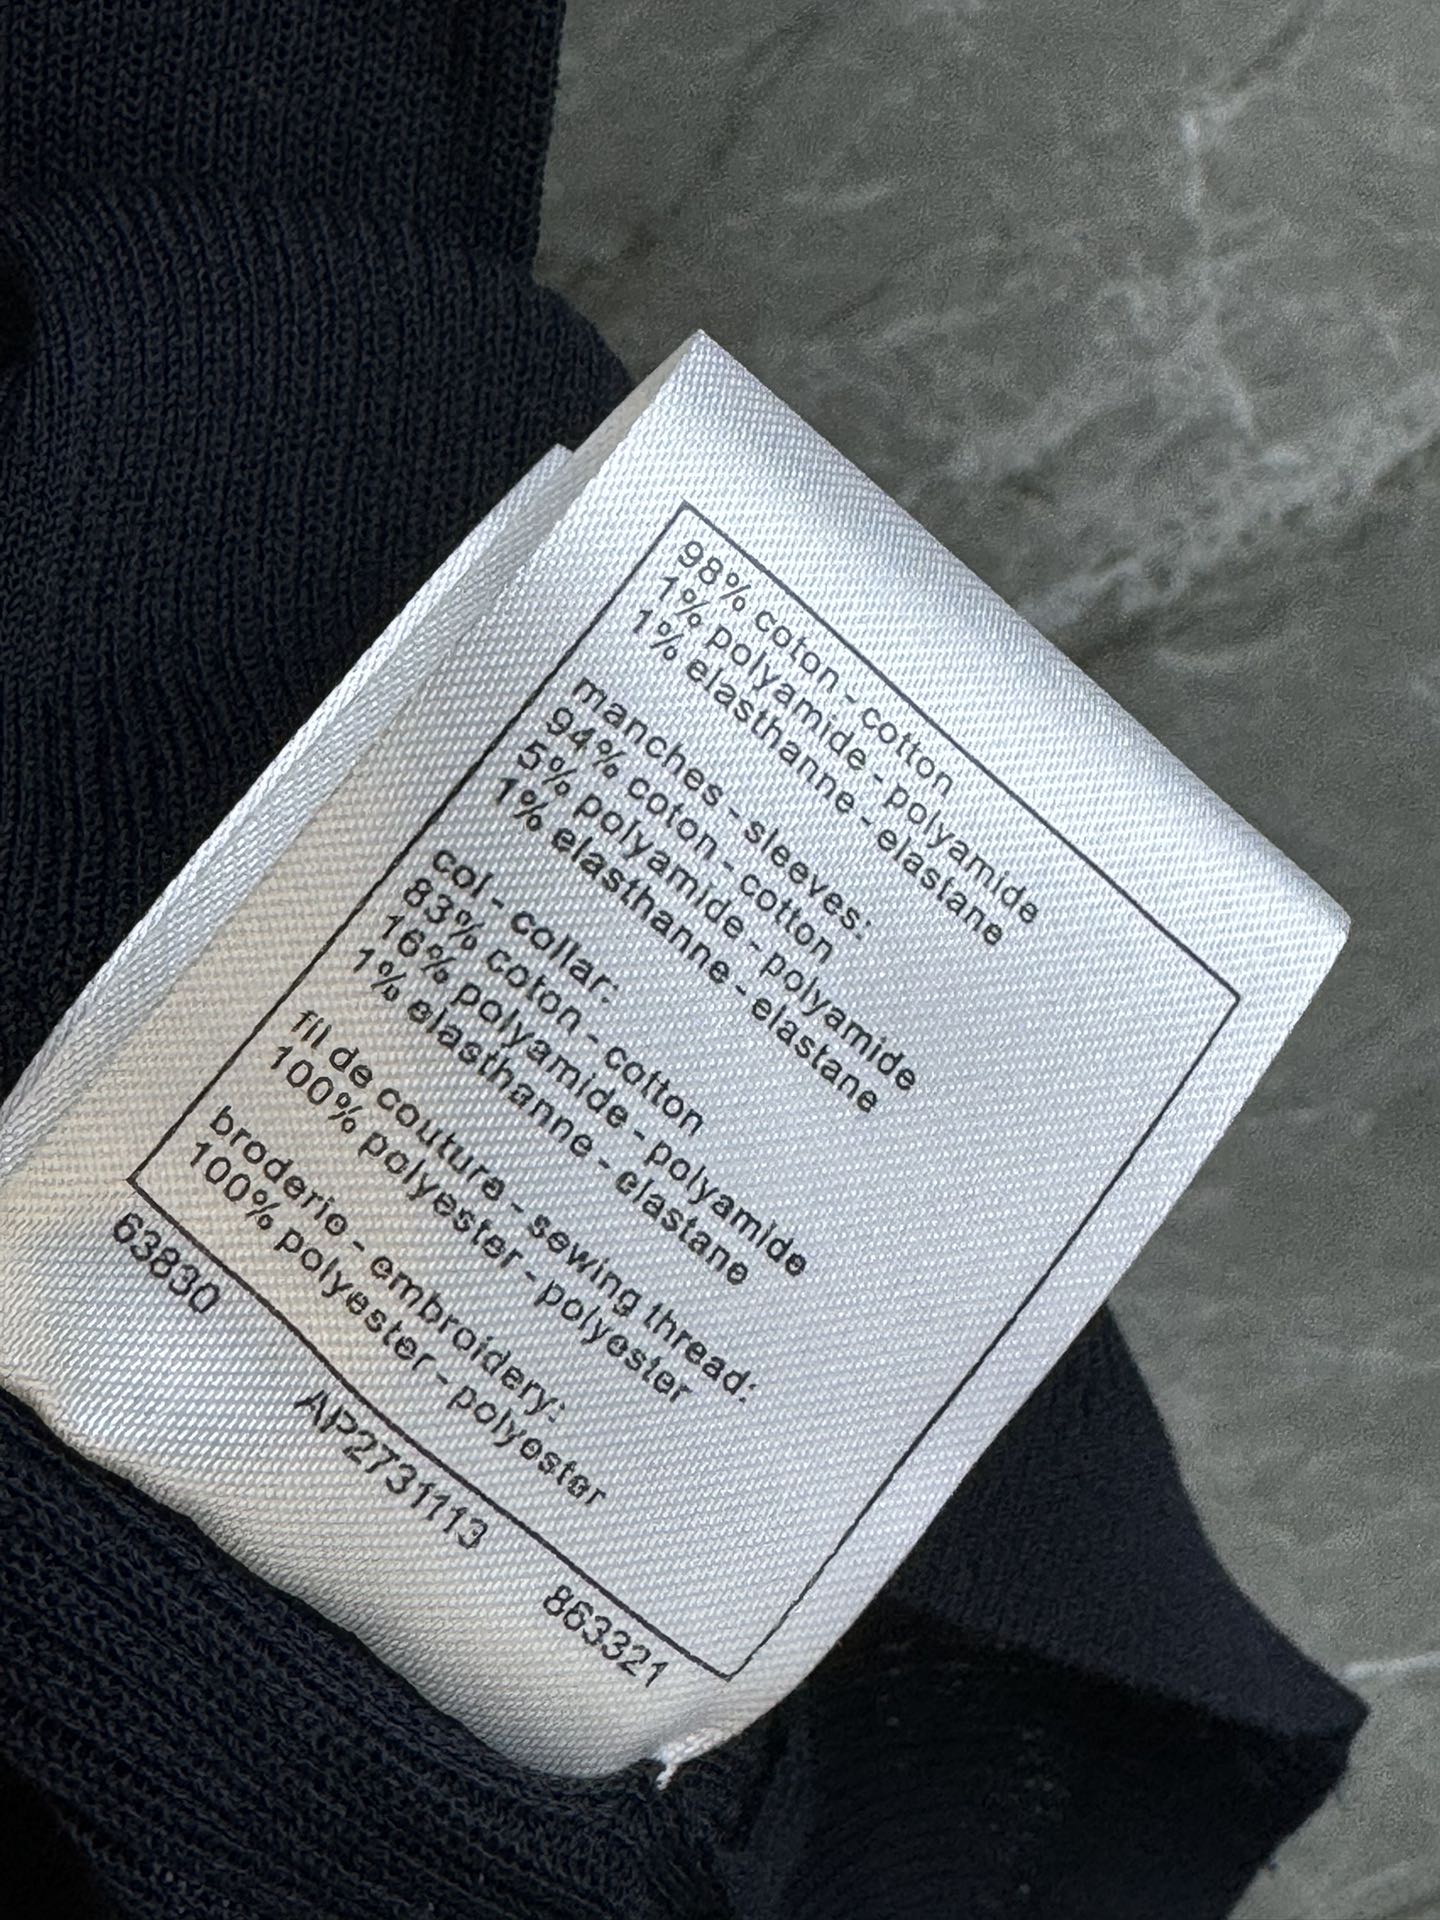 98% coton - cotton
1% polyamide - polyamide
1% elasthanne - elastane
manches - sleeves:
94% coton - cotton
5% polyamide - polyamide
1% elasthanne - elastane
col - collar:
83% coton - cotton
16% polyamide - polyamide
1% elasthanne - elastane
fil de couture - sewing thread:
100% polyester - polyester
broderie - embroidery:
100% polyester - polyester
63830 AP2731113 863321